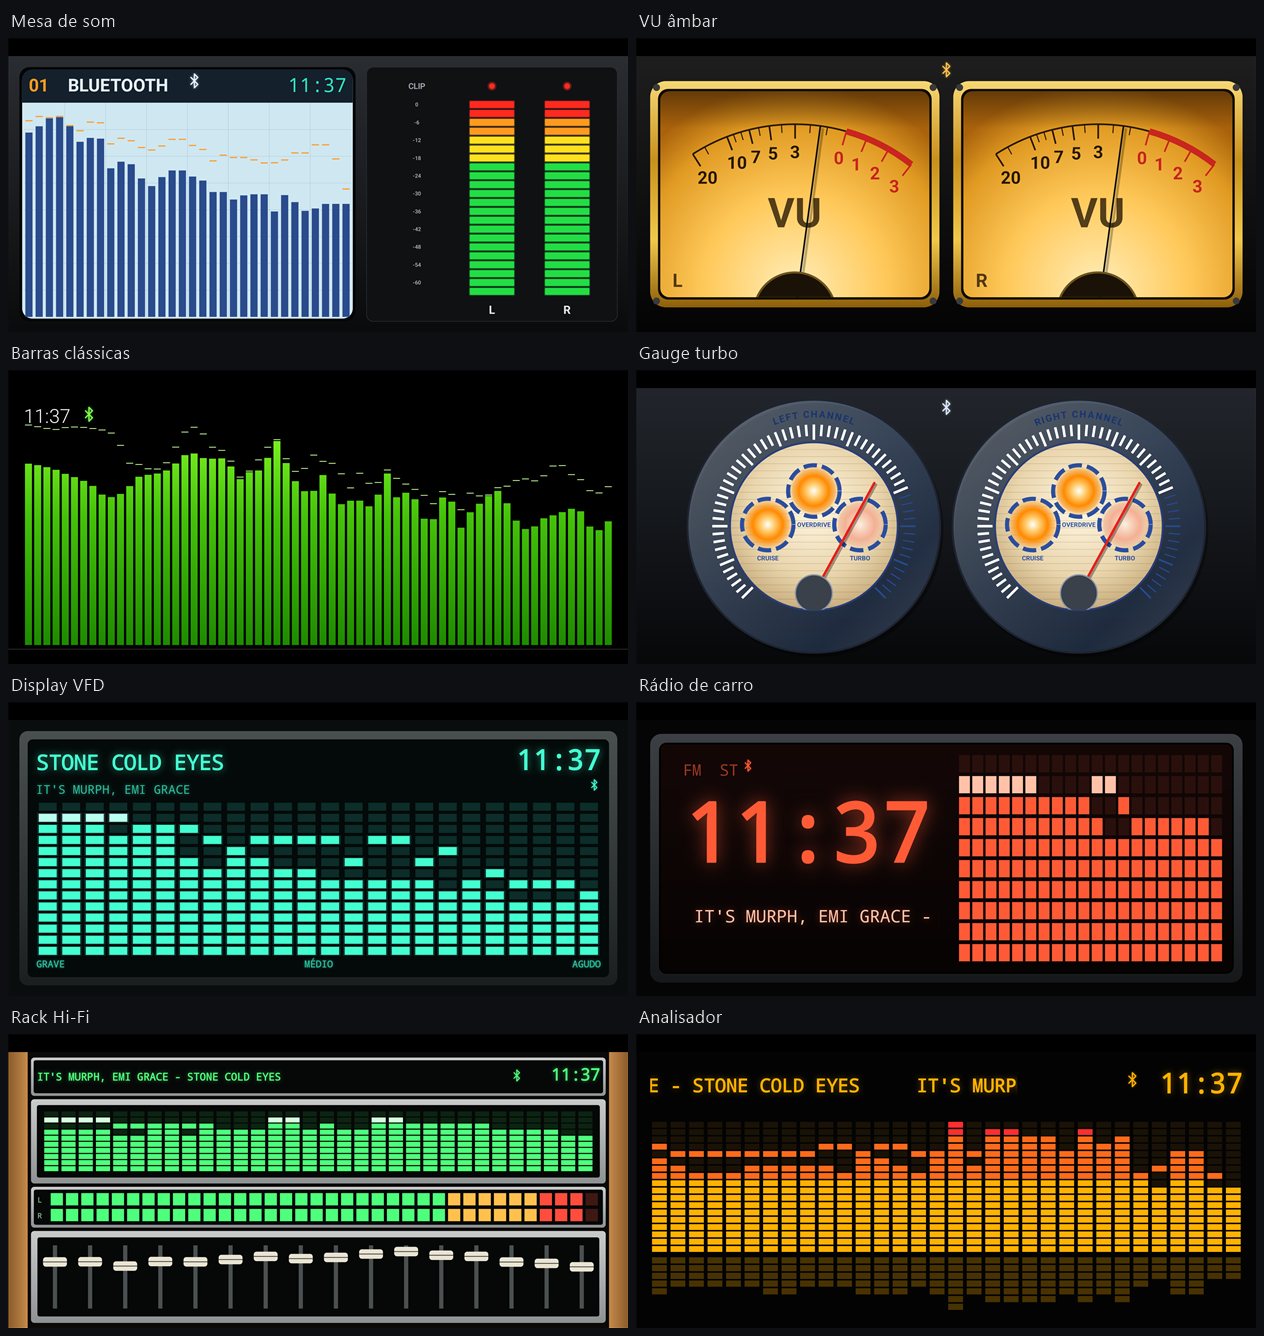 Mesa de som
01 BLUETOOTH 11:37
CLIP
0
-6
-12
-18
-24
-30
-36
-42
-48
-54
-60
L R
VU âmbar
20 10 7 5 3 0 1 2 3
VU
L
20 10 7 5 3 0 1 2 3
VU
R
Barras clássicas
11:37
Gauge turbo
LEFT CHANNEL
OVERDRIVE
CRUISE TURBO
RIGHT CHANNEL
OVERDRIVE
CRUISE TURBO
Display VFD
STONE COLD EYES 11:37
IT'S MURPH, EMI GRACE
GRAVE MÉDIO AGUDO
Rádio de carro
FM ST
11:37
IT'S MURPH, EMI GRACE -
Rack Hi-Fi
IT'S MURPH, EMI GRACE - STONE COLD EYES 11:37
L
R
Analisador
E - STONE COLD EYES IT'S MURP 11:37